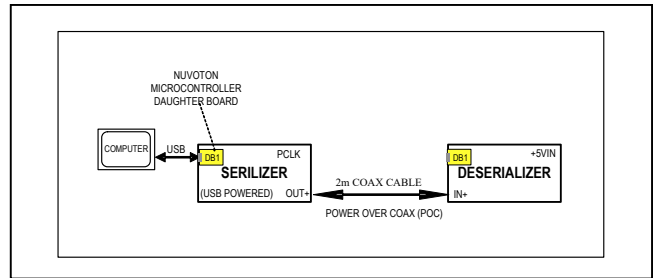 NUVOTON
MICROCONTROLLER
DAUGHTER BOARD
COMPUTER
USB
DB1
PCLK
SERILIZER
(USB POWERED)
OUT+
2m COAX CABLE
POWER OVER COAX (POC)
DB1
+5VIN
DESERIALIZER
IN+